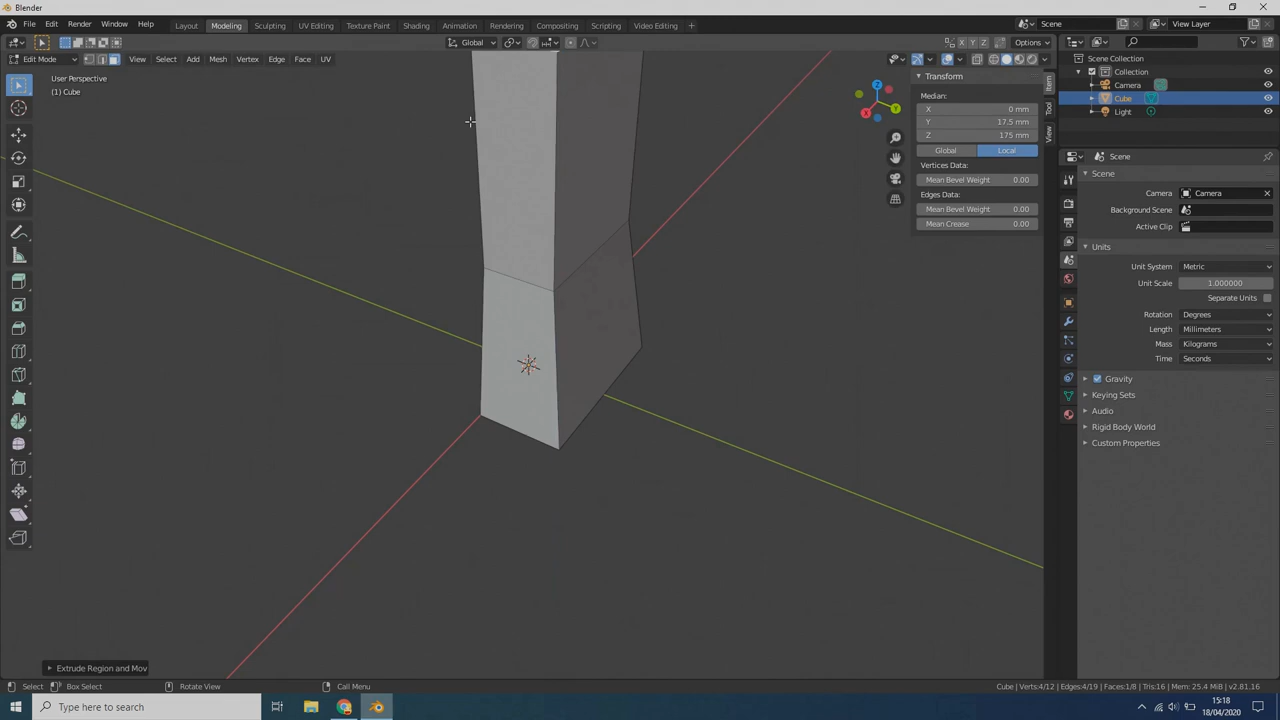 Blender
File Edit Render Window Help Layout Modeling Sculpting UV Editing Texture Paint Shading Animation Rendering Compositing Scripting Video Editing + Scene View Layer
Global X Y Z Options
Edit Mode View Select Add Mesh Vertex Edge Face UV
User Perspective
(1) Cube
Scene Collection
Collection
Camera
Cube
Light
Transform
Median:
X 0 mm
Y 17.5 mm
Z 175 mm
Global Local
Vertices Data:
Mean Bevel Weight 0.00
Edges Data:
Mean Bevel Weight 0.00
Mean Crease 0.00
Item
Tool
View
Z
Y
X
Scene
Scene
Camera Camera
Background Scene
Active Clip
Units
Unit System Metric
Unit Scale 1.000000
Separate Units
Rotation Degrees
Length Millimeters
Mass Kilograms
Time Seconds
Gravity
Keying Sets
Audio
Rigid Body World
Custom Properties
Extrude Region and Mov
Select Box Select Rotate View Call Menu Cube | Verts:4/12 | Edges:4/19 | Faces:1/8 | Tris:16 | Mem: 25.4 MiB | v2.81.16
Type here to search
15:18
18/04/2020